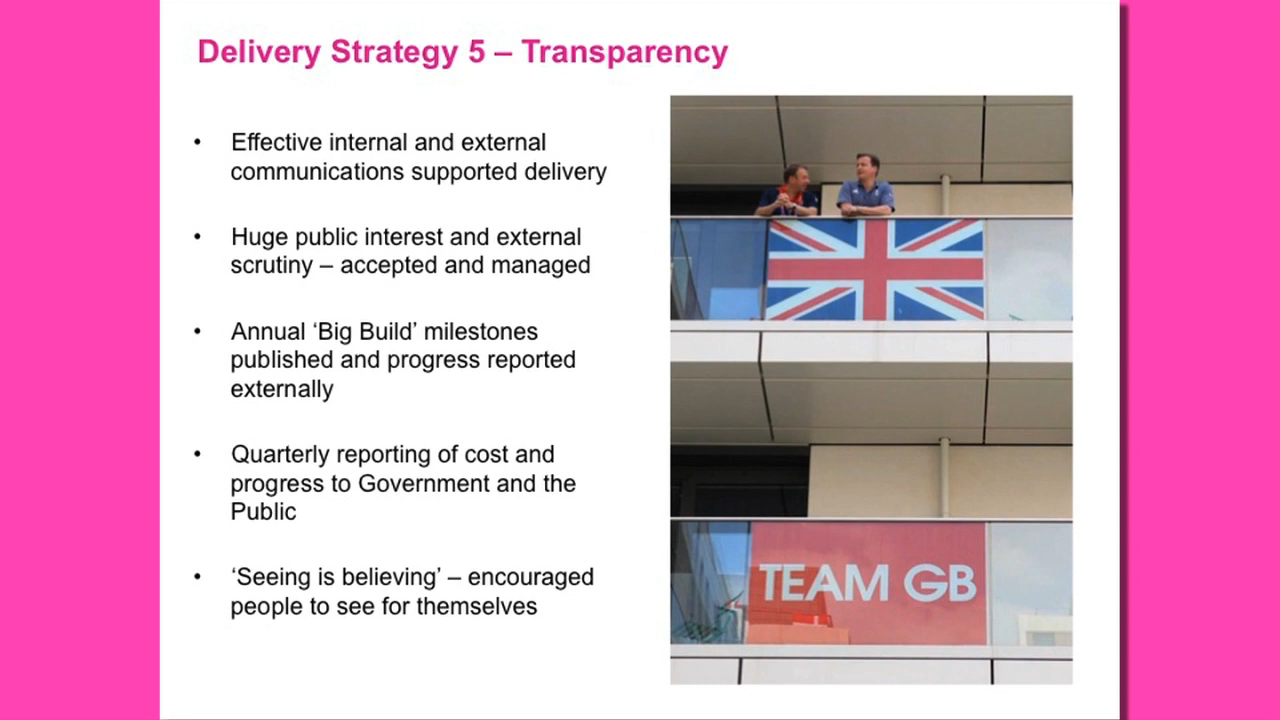 Delivery Strategy 5 – Transparency
• Effective internal and external
communications supported delivery
• Huge public interest and external
scrutiny – accepted and managed
• Annual ‘Big Build’ milestones
published and progress reported
externally
• Quarterly reporting of cost and
progress to Government and the
Public
• ‘Seeing is believing’ – encouraged
people to see for themselves
TEAM GB